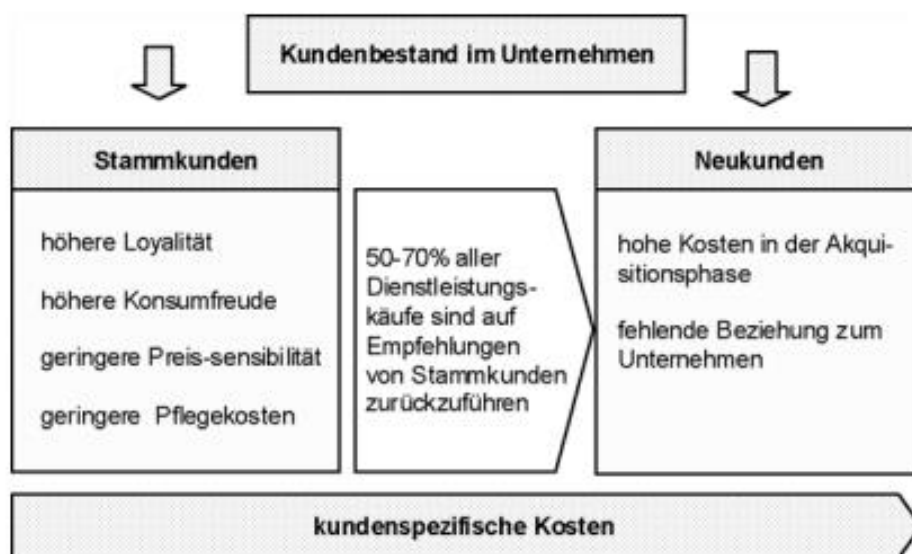 Kundenbestand im Unternehmen
Stammkunden
höhere Loyalität
höhere Konsumfreude
geringere Preis-sensibilität
geringere Pflegekosten
50-70% aller
Dienstleistungs-
käufe sind auf
Empfehlungen
von Stammkunden
zurückzuführen
Neukunden
hohe Kosten in der Akqui-
sitionsphase
fehlende Beziehung zum
Unternehmen
kundenspezifische Kosten